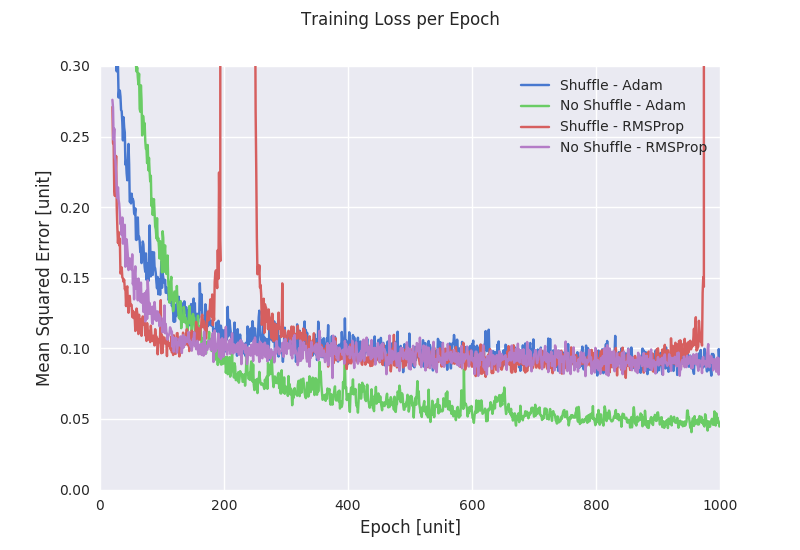 Training Loss per Epoch
0.30
0.25
0.20
0.15
0.10
0.05
0.00
Mean Squared Error [unit]
Shuffle - Adam
No Shuffle - Adam
Shuffle - RMSProp
No Shuffle - RMSProp
0 200 400 600 800 1000
Epoch [unit]